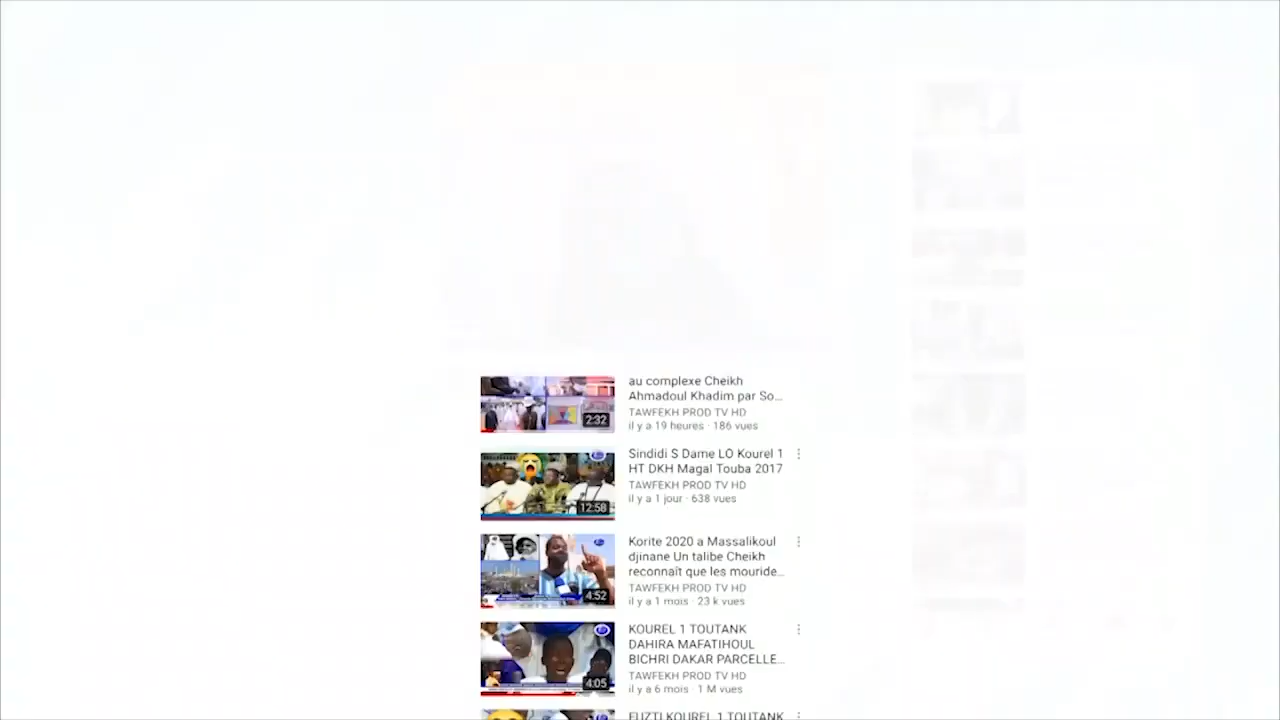 au complexe Cheikh
Ahmadoul Khadim par So...
TAWFEKH PROD TV HD
il y a 19 heures · 186 vues
2:32
Sindidi S Dame LO Kourel 1
HT DKH Magal Touba 2017
TAWFEKH PROD TV HD
il y a 1 jour · 638 vues
12:58
Korite 2020 a Massalikoul
djinane Un talibe Cheikh
reconnaît que les mouride...
TAWFEKH PROD TV HD
il y a 1 mois · 23 k vues
4:52
KOUREL 1 TOUTANK
DAHIRA MAFATIHOUL
BICHRI DAKAR PARCELLE...
TAWFEKH PROD TV HD
il y a 6 mois · 1 M vues
4:05
KOUREL 1 TOUTANK